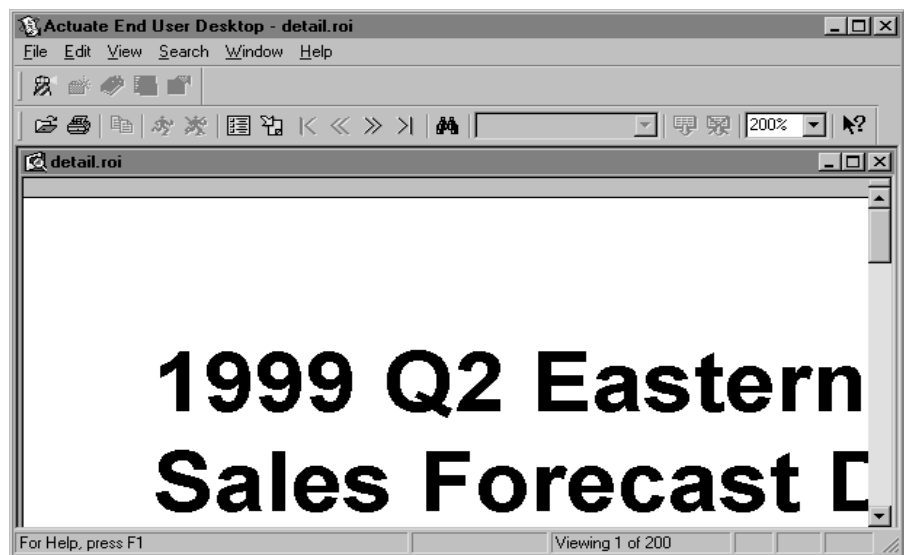 Actuate End User Desktop - detail.roi
File Edit View Search Window Help
200%
detail.roi
1999 Q2 Eastern
Sales Forecast
For Help, press F1 Viewing 1 of 200